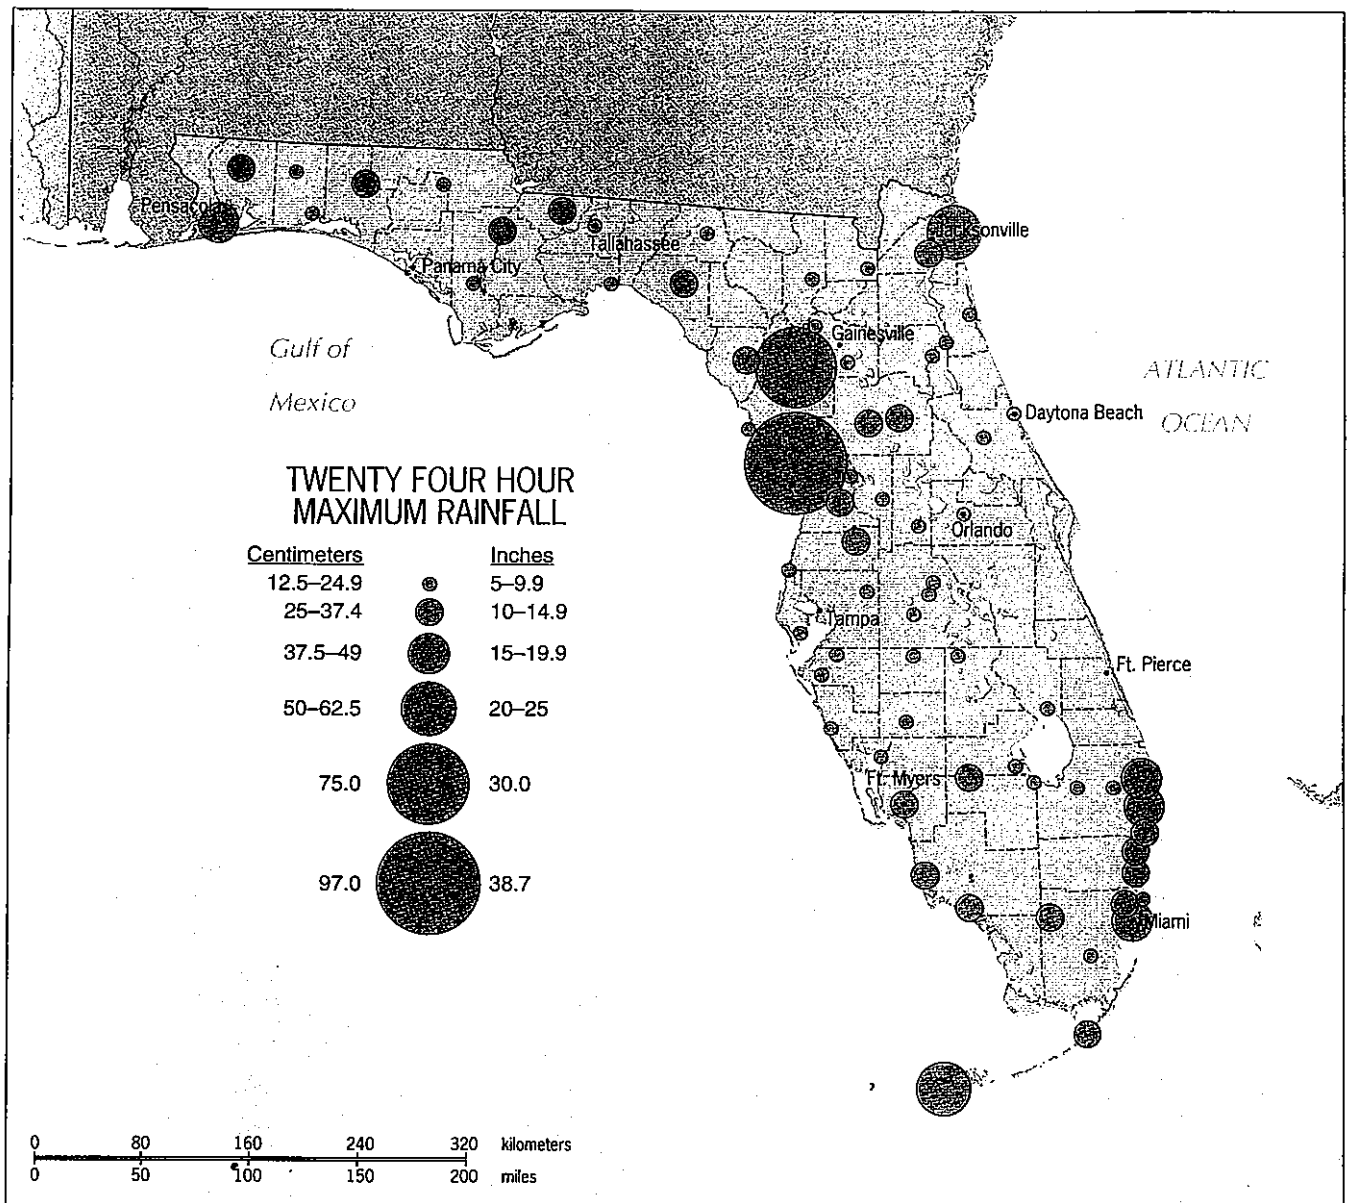 Pensacola
Jacksonville
Tallahassee
Panama City
Gainesville
Gulf of
Mexico
ATLANTIC
OCEAN
Daytona Beach
TWENTY FOUR HOUR
MAXIMUM RAINFALL
Centimeters Inches
12.5–24.9 5–9.9
25–37.4 10–14.9
37.5–49 15–19.9
50–62.5 20–25
75.0 30.0
97.0 38.7
Orlando
Tampa
Ft. Pierce
Ft. Myers
Miami
0 80 160 240 320 kilometers
0 50 100 150 200 miles